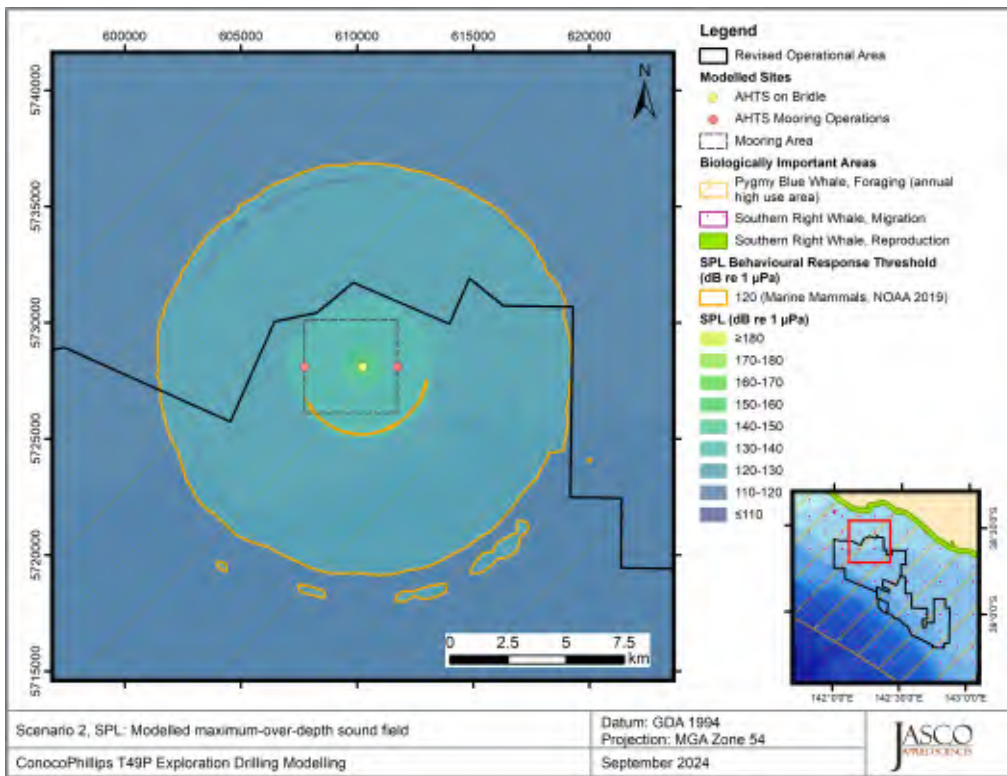 600000 605000 610000 615000 620000
5740000
5735000
5730000
5725000
5720000
5715000
N
0 2.5 5 7.5
km
Legend
Revised Operational Area
Modelled Sites
AHTS on Bridle
AHTS Mooring Operations
Mooring Area
Biologically Important Areas
Pygmy Blue Whale, Foraging (annual
high use area)
Southern Right Whale, Migration
Southern Right Whale, Reproduction
SPL Behavioural Response Threshold
(dB re 1 µPa)
120 (Marine Mammals, NOAA 2019)
SPL (dB re 1 µPa)
≥180
170-180
160-170
150-160
140-150
130-140
120-130
110-120
≤110
38°30'0"S
39°0'0"S
142°0'0"E 142°30'0"E 143°0'0"E
Scenario 2, SPL: Modelled maximum-over-depth sound field
ConocoPhillips T49P Exploration Drilling Modelling
Datum: GDA 1994
Projection: MGA Zone 54
September 2024
JASCO
APPLIED SCIENCES